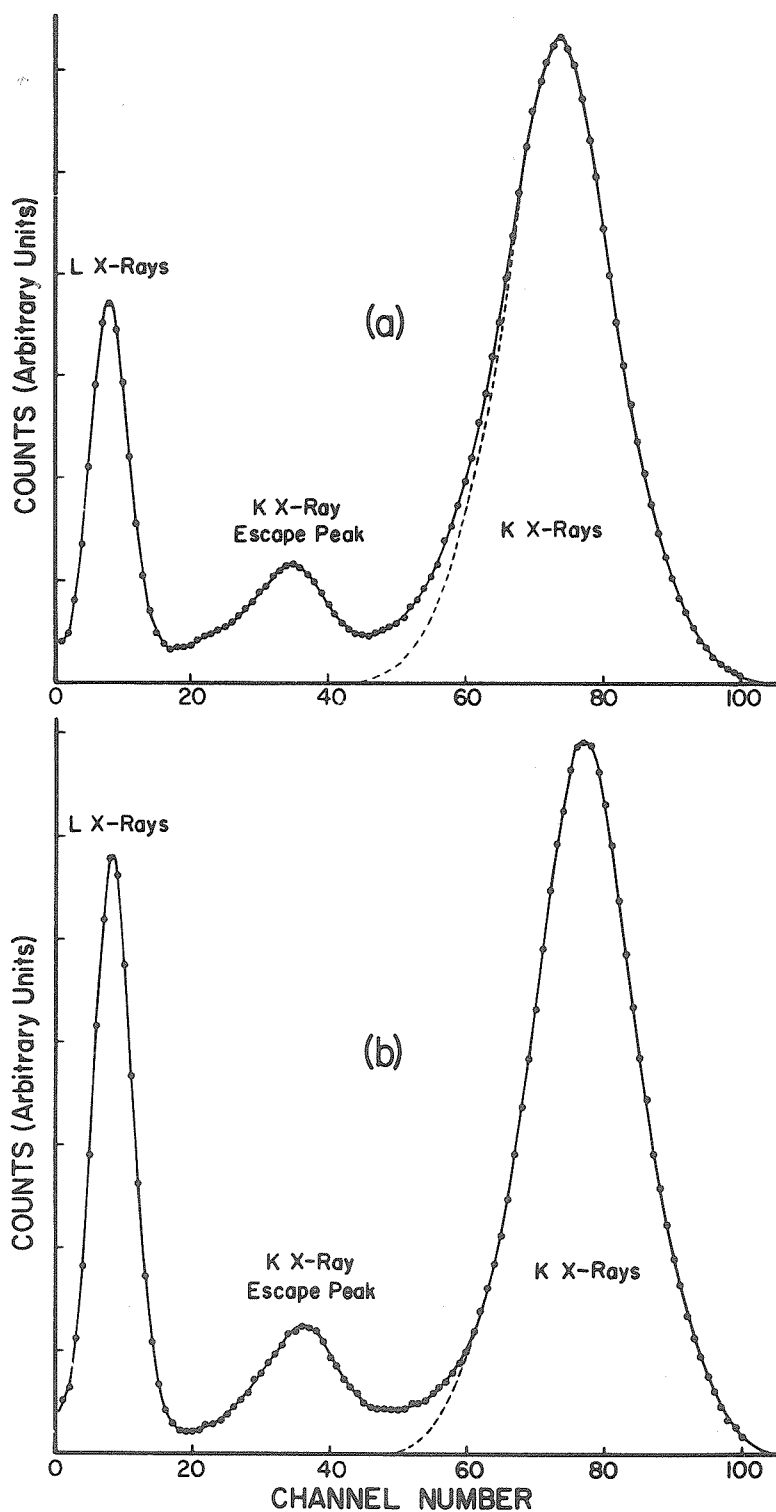 COUNTS (Arbitrary Units)
L X-Rays
(a)
K X-Ray
Escape Peak
K X-Rays
0 20 40 60 80 100
COUNTS (Arbitrary Units)
L X-Rays
(b)
K X-Ray
Escape Peak
K X-Rays
0 20 40 60 80 100
CHANNEL NUMBER